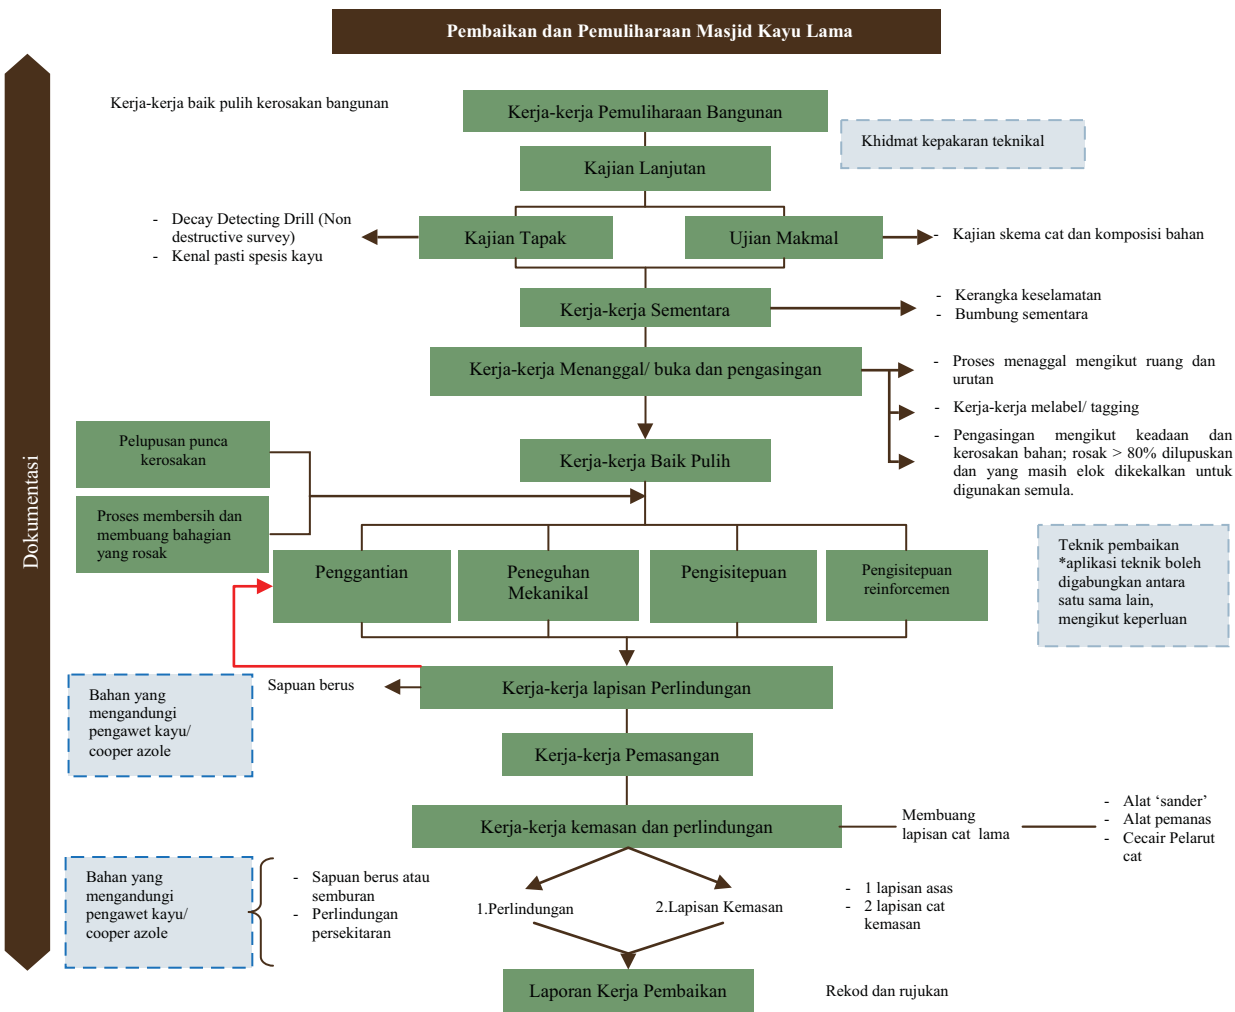 Pembaikan dan Pemuliharaan Masjid Kayu Lama
Dokumentasi
Kerja-kerja baik pulih kerosakan bangunan
Kerja-kerja Pemuliharaan Bangunan
Khidmat kepakaran teknikal
Kajian Lanjutan
- Decay Detecting Drill (Non
destructive survey)
- Kenal pasti spesis kayu
Kajian Tapak
Ujian Makmal
- Kajian skema cat dan komposisi bahan
Kerja-kerja Sementara
- Kerangka keselamatan
- Bumbung sementara
Kerja-kerja Menanggal/ buka dan pengasingan
- Proses menaggal mengikut ruang dan
urutan
- Kerja-kerja melabel/ tagging
- Pengasingan mengikut keadaan dan
kerosakan bahan; rosak > 80% dilupuskan
dan yang masih elok dikekalkan untuk
digunakan semula.
Pelupusan punca
kerosakan
Kerja-kerja Baik Pulih
Proses membersih dan
membuang bahagian
yang rosak
Penggantian
Peneguhan
Mekanikal
Pengisitepuan
Pengisitepuan
reinforcemen
Teknik pembaikan
*aplikasi teknik boleh
digabungkan antara
satu sama lain,
mengikut keperluan
Bahan yang
mengandungi
pengawet kayu/
cooper azole
Sapuan berus
Kerja-kerja lapisan Perlindungan
Kerja-kerja Pemasangan
Kerja-kerja kemasan dan perlindungan
Membuang
lapisan cat lama
- Alat ‘sander’
- Alat pemanas
- Cecair Pelarut
cat
Bahan yang
mengandungi
pengawet kayu/
cooper azole
- Sapuan berus atau
semburan
- Perlindungan
persekitaran
1.Perlindungan
2.Lapisan Kemasan
- 1 lapisan asas
- 2 lapisan cat
kemasan
Laporan Kerja Pembaikan
Rekod dan rujukan